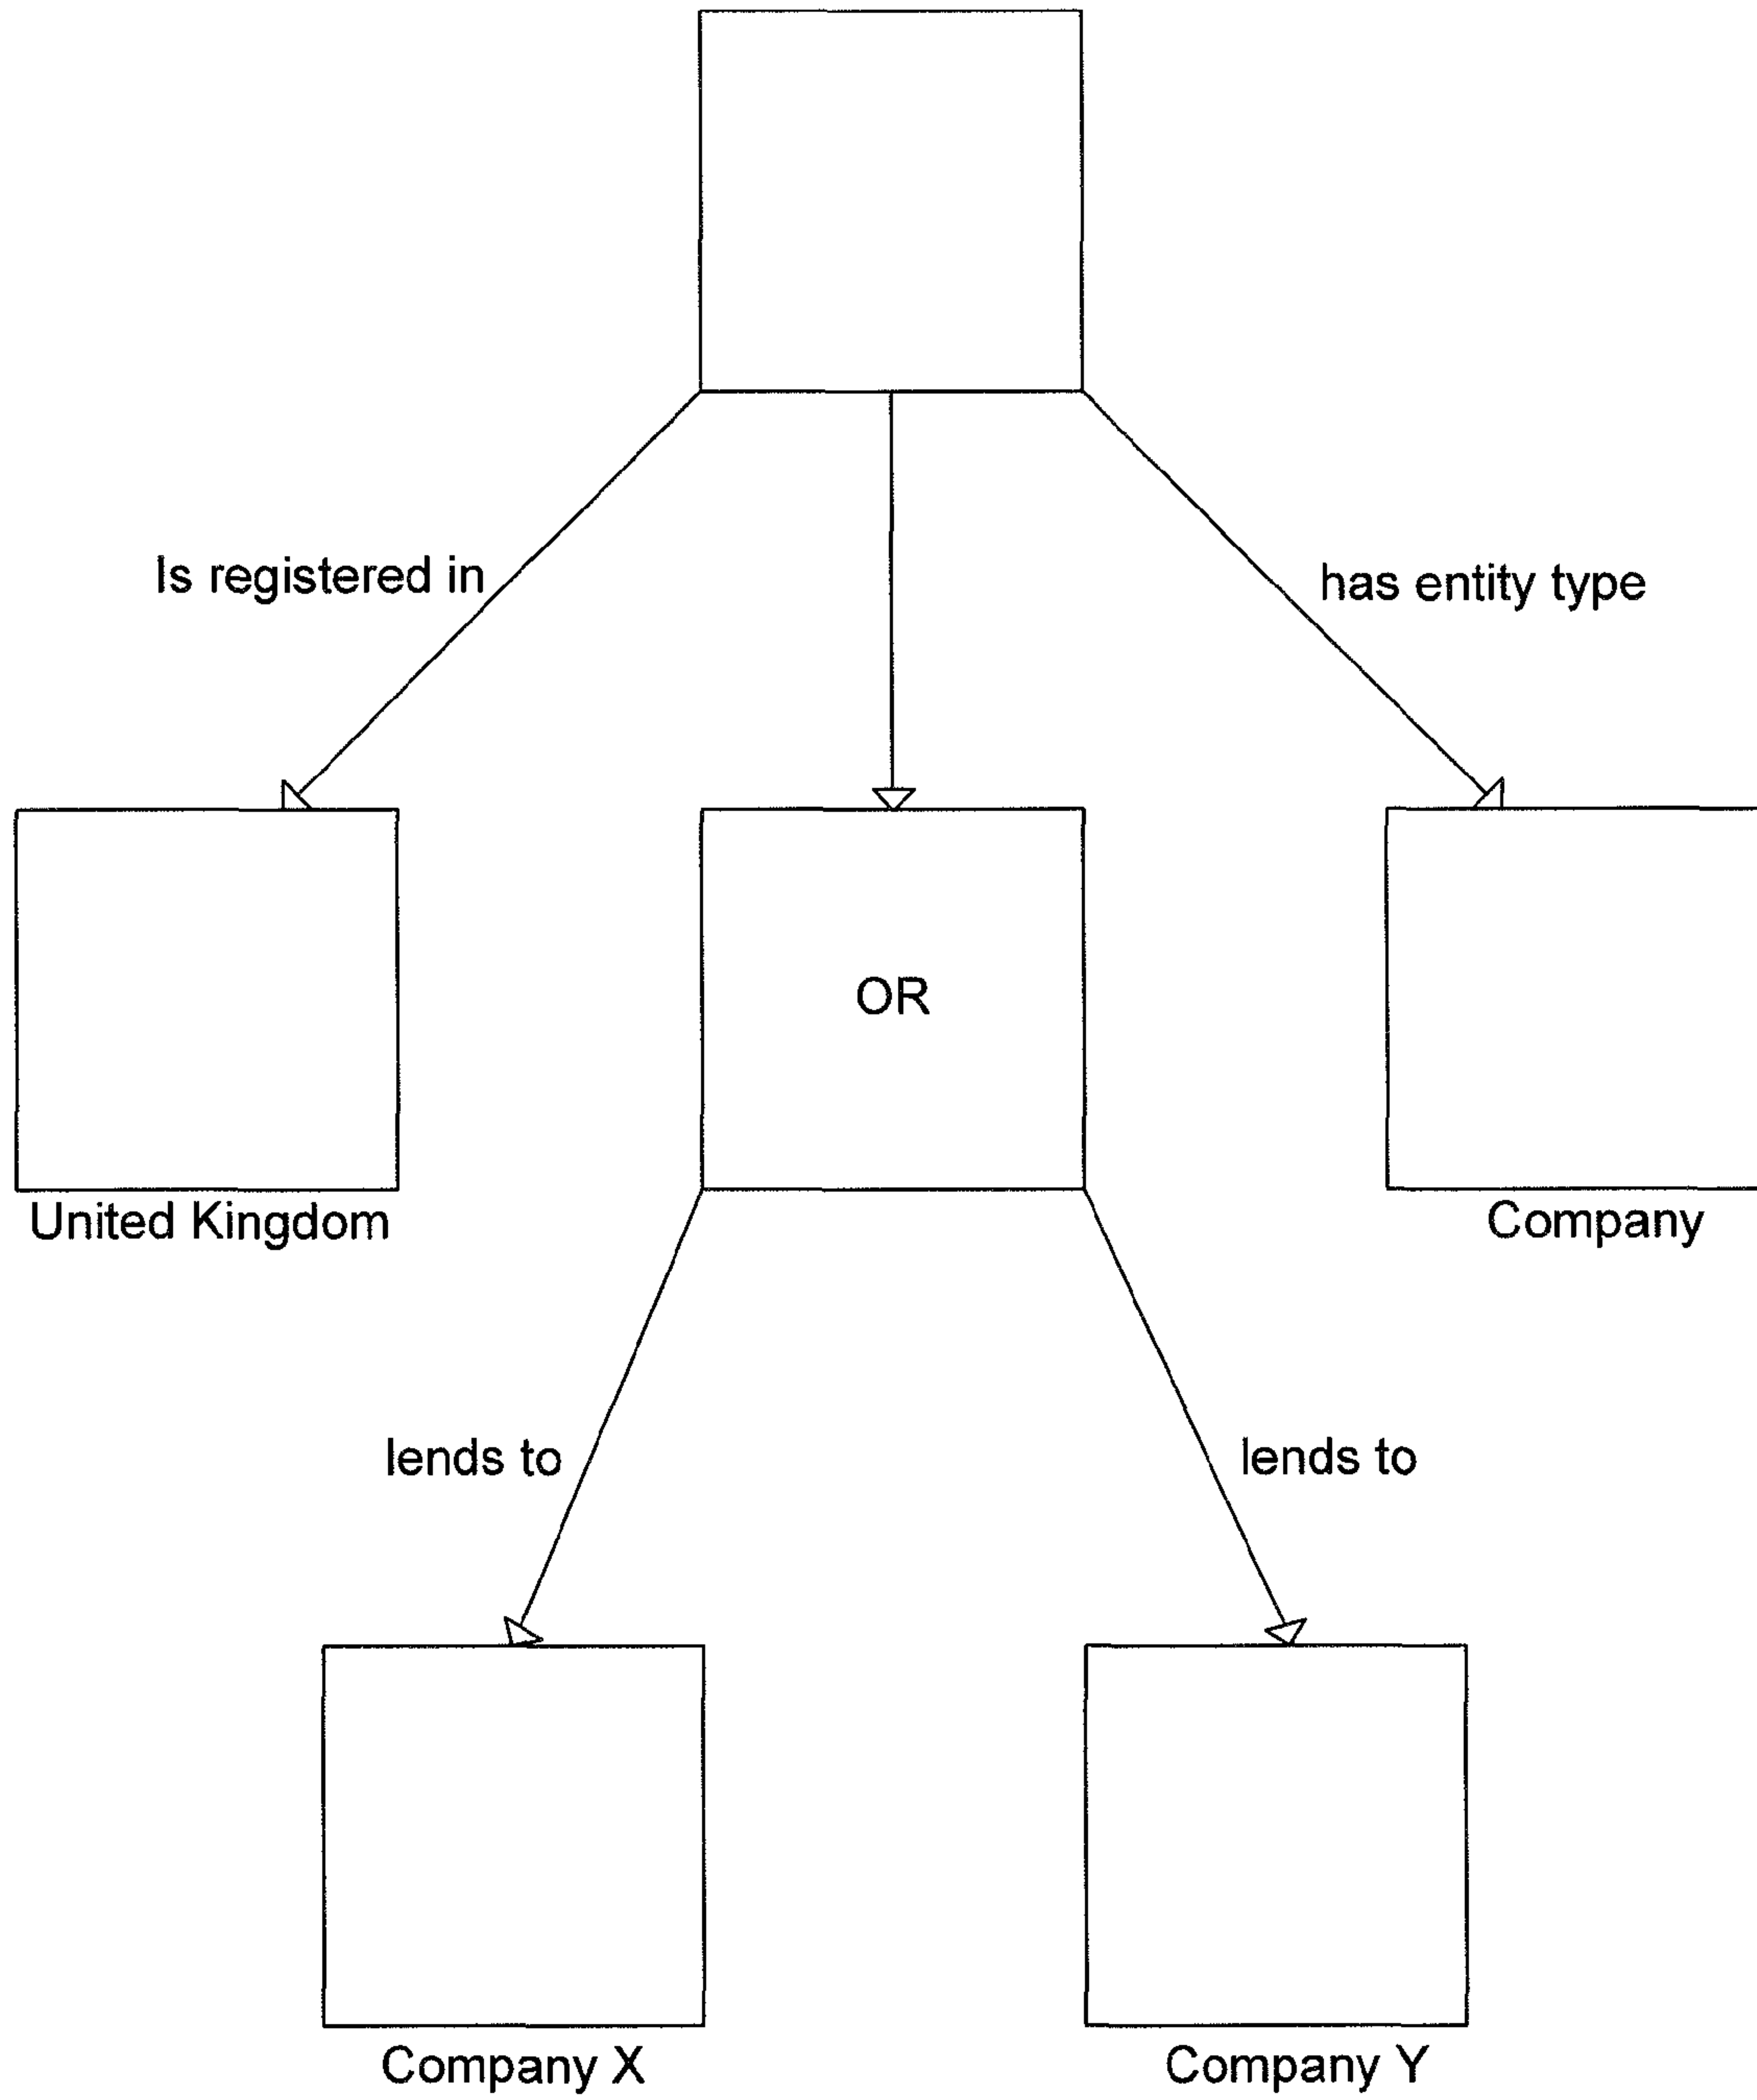 Is registered in
has entity type
OR
United Kingdom
Company
lends to
lends to
Company X
Company Y